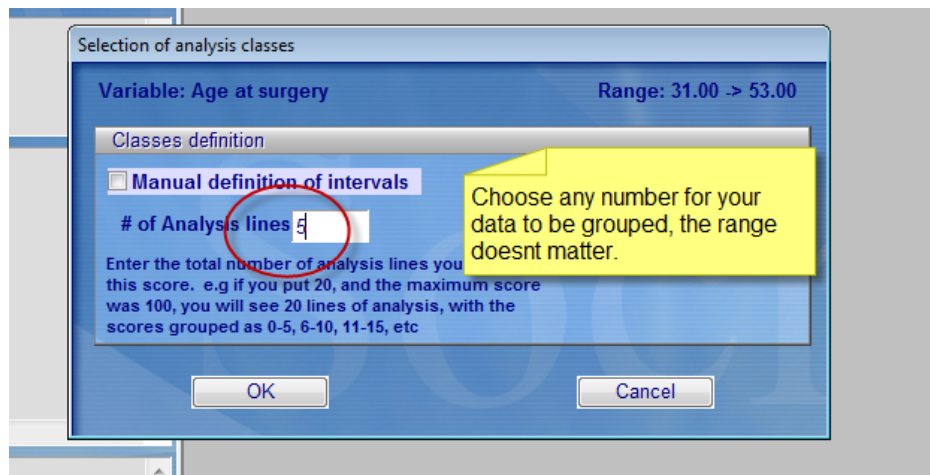 Selection of analysis classes
Variable: Age at surgery
Range: 31.00 -> 53.00
Classes definition
Manual definition of intervals
# of Analysis lines 5
Enter the total number of analysis lines you
this score. e.g if you put 20, and the maximum score
was 100, you will see 20 lines of analysis, with the
scores grouped as 0-5, 6-10, 11-15, etc
Choose any number for your
data to be grouped, the range
doesnt matter.
OK
Cancel